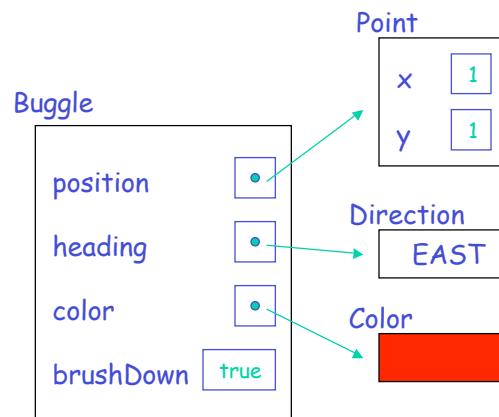 Point
x 1
y 1
Buggle
position
heading
color
brushDown true
Direction
EAST
Color